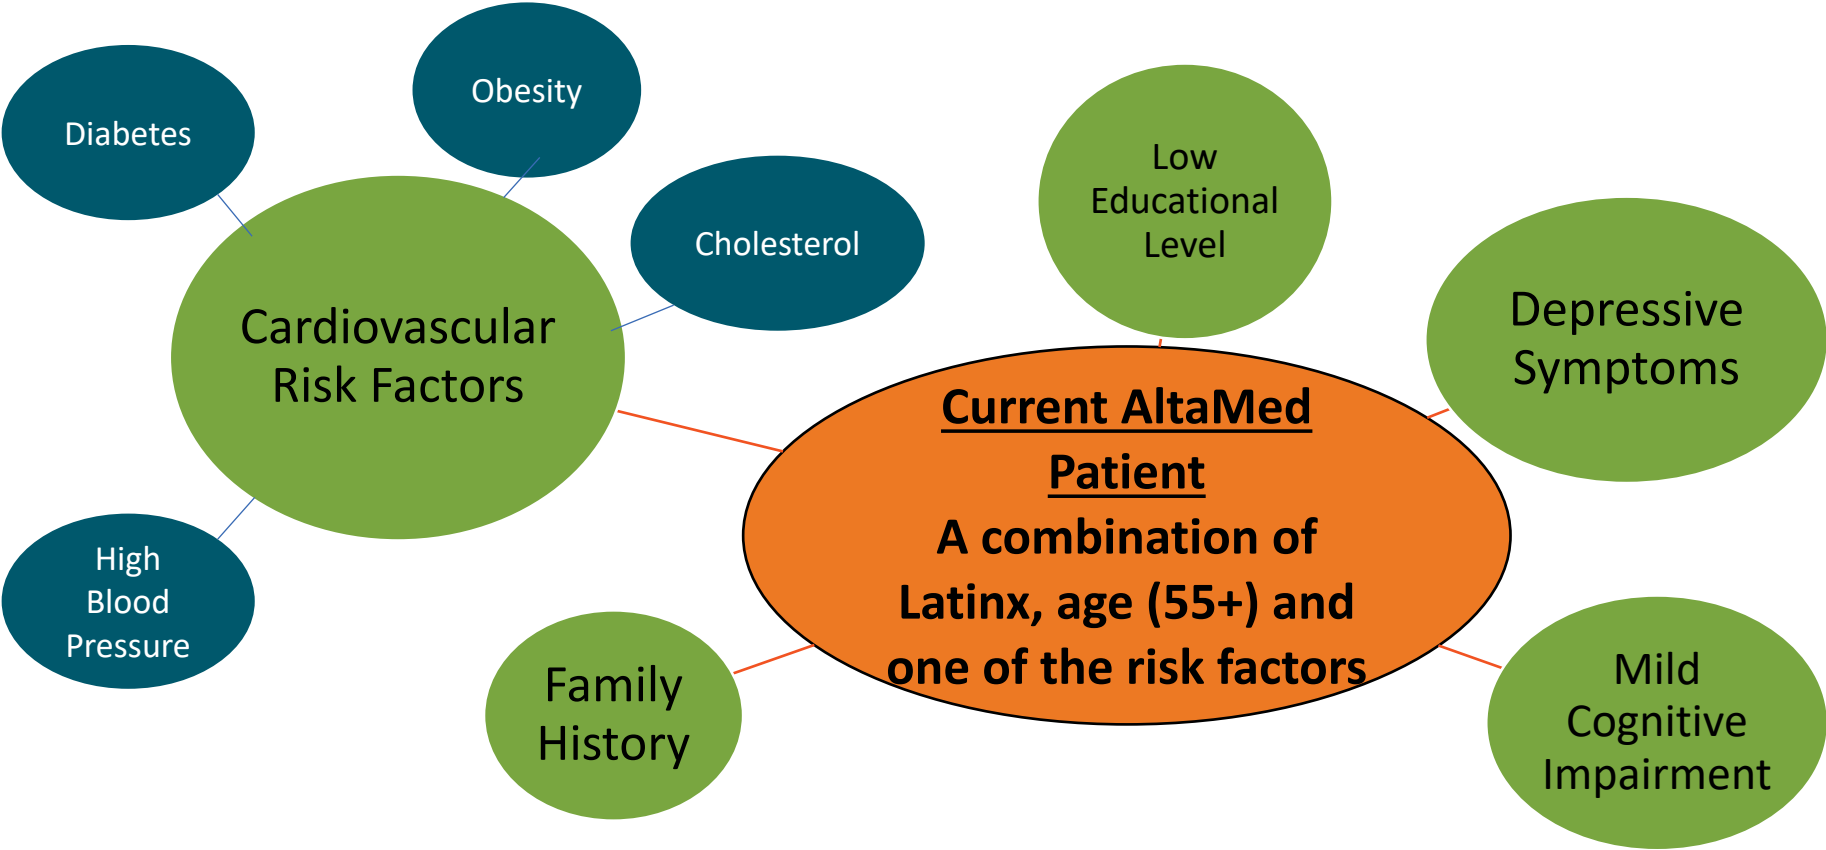 Obesity
Diabetes
Cholesterol
Cardiovascular
Risk Factors
High
Blood
Pressure
Low
Educational
Level
Depressive
Symptoms
Current AltaMed
Patient
A combination of
Latinx, age (55+) and
one of the risk factors
Family
History
Mild
Cognitive
Impairment